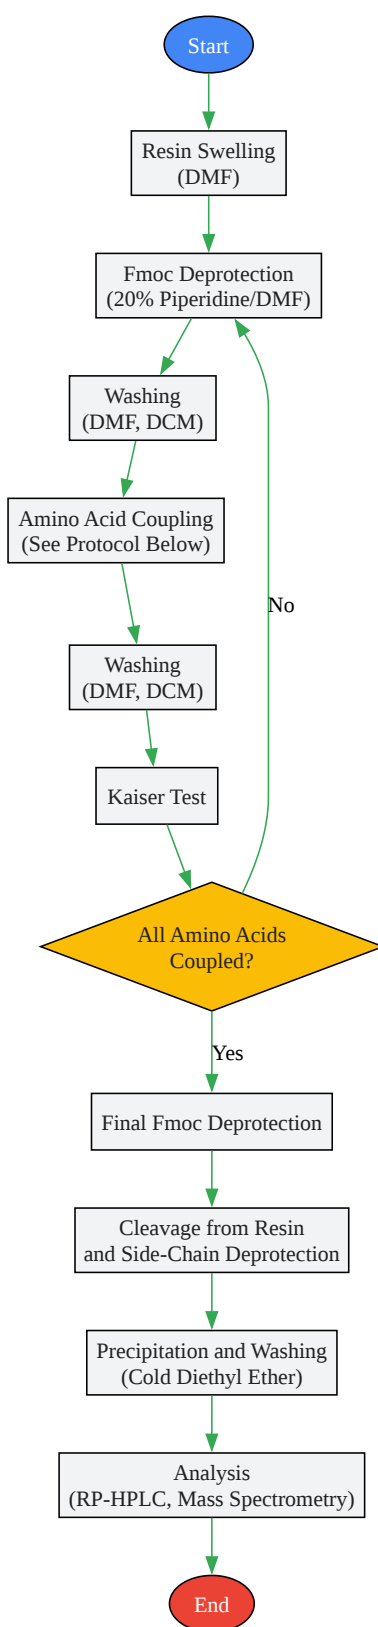 Start
Resin Swelling
(DMF)
Fmoc Deprotection
(20% Piperidine/DMF)
Washing
(DMF, DCM)
Amino Acid Coupling
(See Protocol Below)
No
Washing
(DMF, DCM)
Kaiser Test
All Amino Acids
Coupled?
Yes
Final Fmoc Deprotection
Cleavage from Resin
and Side-Chain Deprotection
Precipitation and Washing
(Cold Diethyl Ether)
Analysis
(RP-HPLC, Mass Spectrometry)
End